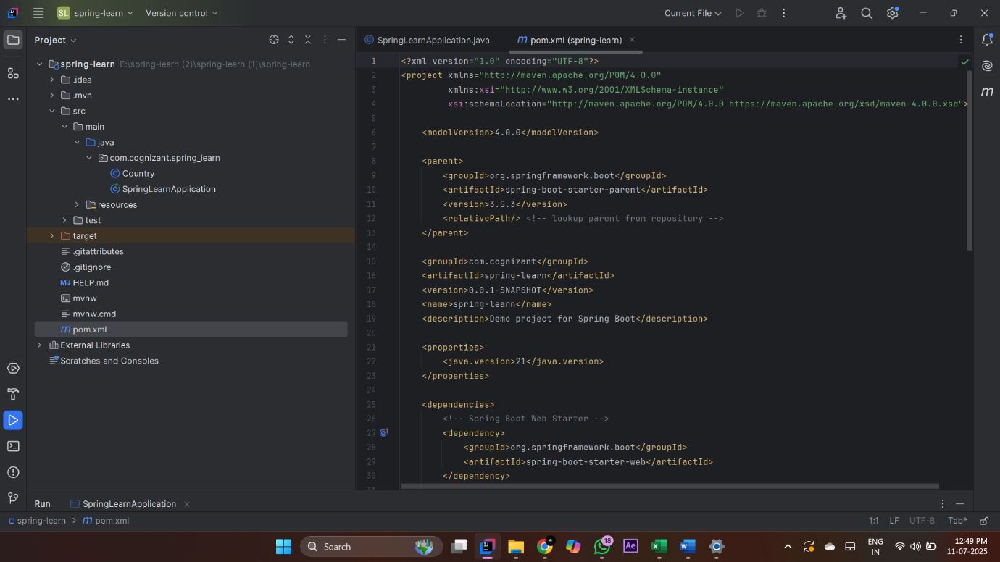 SL spring-learn Version control Current File
Project
SpringLearnApplication.java pom.xml (spring-learn)
spring-learn E:\spring-learn (2)\spring-learn (1)\spring-learn
.idea
.mvn
src
main
java
com.cognizant.spring_learn
Country
SpringLearnApplication
resources
test
target
.gitattributes
.gitignore
M↓ HELP.md
mvnw
mvnw.cmd
m pom.xml
External Libraries
Scratches and Consoles
1 <?xml version="1.0" encoding="UTF-8"?>
2 <project xmlns="http://maven.apache.org/POM/4.0.0"
3 xmlns:xsi="http://www.w3.org/2001/XMLSchema-instance"
4 xsi:schemaLocation="http://maven.apache.org/POM/4.0.0 https://maven.apache.org/xsd/maven-4.0.0.xsd">
5
6 <modelVersion>4.0.0</modelVersion>
7
8 <parent>
9 <groupId>org.springframework.boot</groupId>
10 <artifactId>spring-boot-starter-parent</artifactId>
11 <version>3.5.3</version>
12 <relativePath/> <!-- lookup parent from repository -->
13 </parent>
14
15 <groupId>com.cognizant</groupId>
16 <artifactId>spring-learn</artifactId>
17 <version>0.0.1-SNAPSHOT</version>
18 <name>spring-learn</name>
19 <description>Demo project for Spring Boot</description>
20
21 <properties>
22 <java.version>21</java.version>
23 </properties>
24
25 <dependencies>
26 <!-- Spring Boot Web Starter -->
27 <dependency>
28 <groupId>org.springframework.boot</groupId>
29 <artifactId>spring-boot-starter-web</artifactId>
30 </dependency>
Run SpringLearnApplication
spring-learn > m pom.xml 1:1 LF UTF-8 Tab*
Search 18 Ae ENG 12:49 PM
IN 11-07-2025